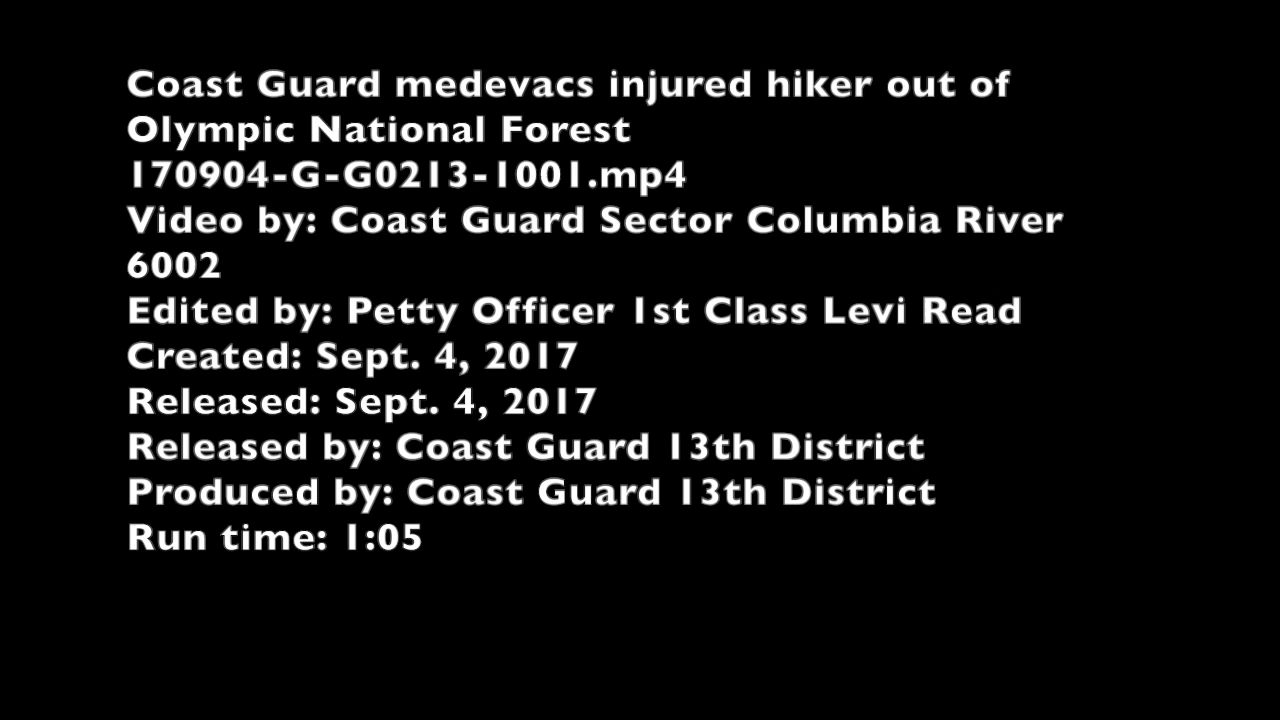 Coast Guard medevacs injured hiker out of
Olympic National Forest
170904-G-G0213-1001.mp4
Video by: Coast Guard Sector Columbia River
6002
Edited by: Petty Officer 1st Class Levi Read
Created: Sept. 4, 2017
Released: Sept. 4, 2017
Released by: Coast Guard 13th District
Produced by: Coast Guard 13th District
Run time: 1:05